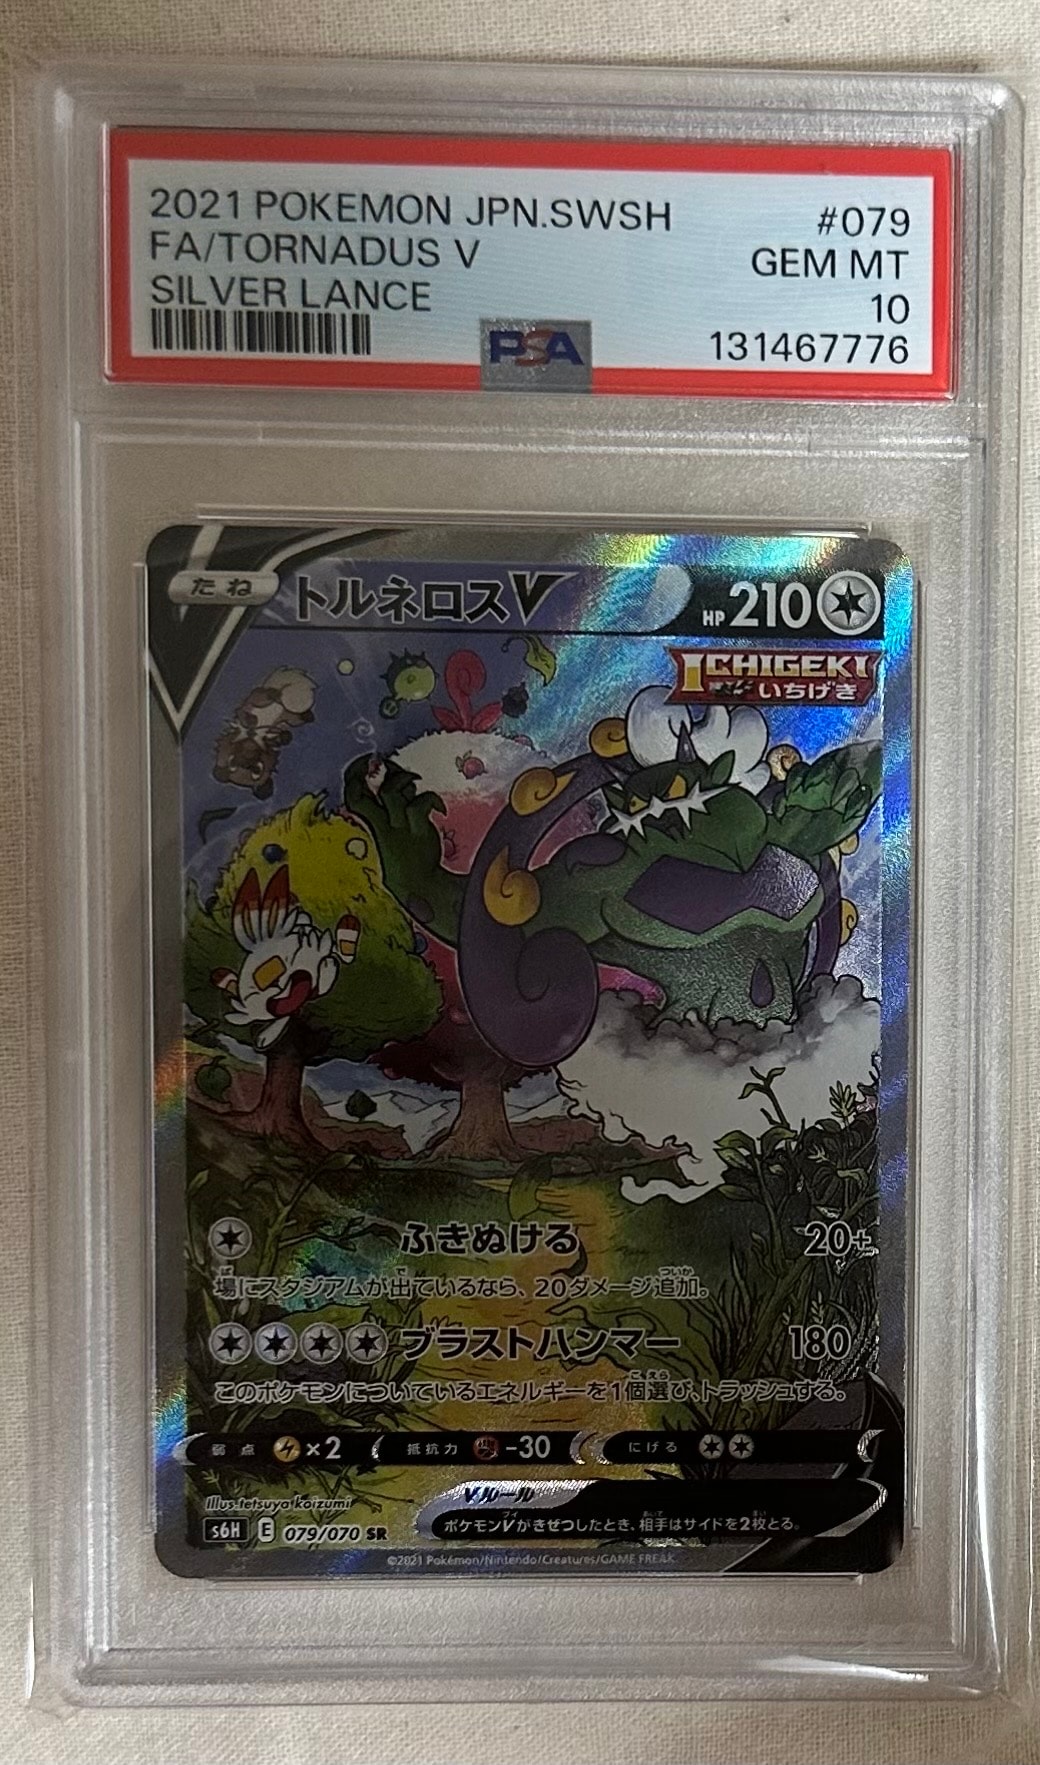 2021 POKEMON JPN.SWSH #079
FA/TORNADUS V GEM MT
SILVER LANCE 10
PSA 131467776
たね トルネロスV HP 210
ICHIGEKI
いちげき
ふきぬける 20+
場にスタジアムが出ているなら、20ダメージ追加。
ブラストハンマー 180
このポケモンについているエネルギーを1個選び、トラッシュする。
弱点 ×2 抵抗力 -30 にげる
Illus. tetsuya koizumi
Vルール
ポケモンVがきぜつしたとき、相手はサイドを2枚とる。
s6H E 079/070 SR
©2021 Pokémon/Nintendo/Creatures/GAME FREAK